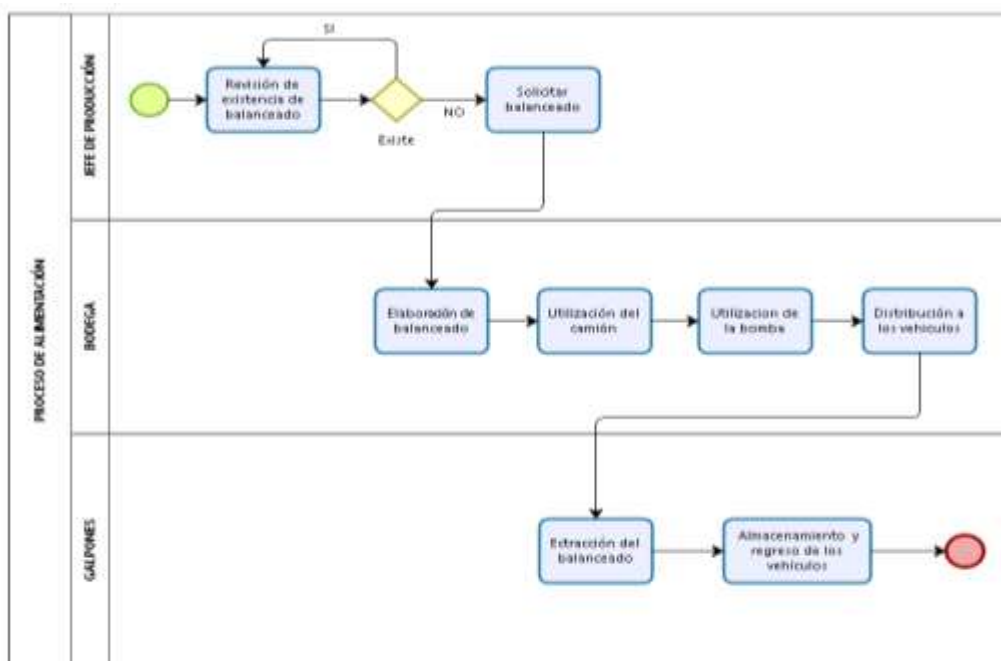 PROCESO DE ALIMENTACIÓN
JEFE DE PRODUCCIÓN
Revisión de
existencia de
balanceado
SI
Existe
NO
Solicitar
balanceado
BODEGA
Elaboración de
balanceado
Utilización del
camión
Utilizacion de
la bomba
Distribución a
los vehiculos
GALPONES
Extracción del
balanceado
Almacenamiento y
regreso de los
vehículos